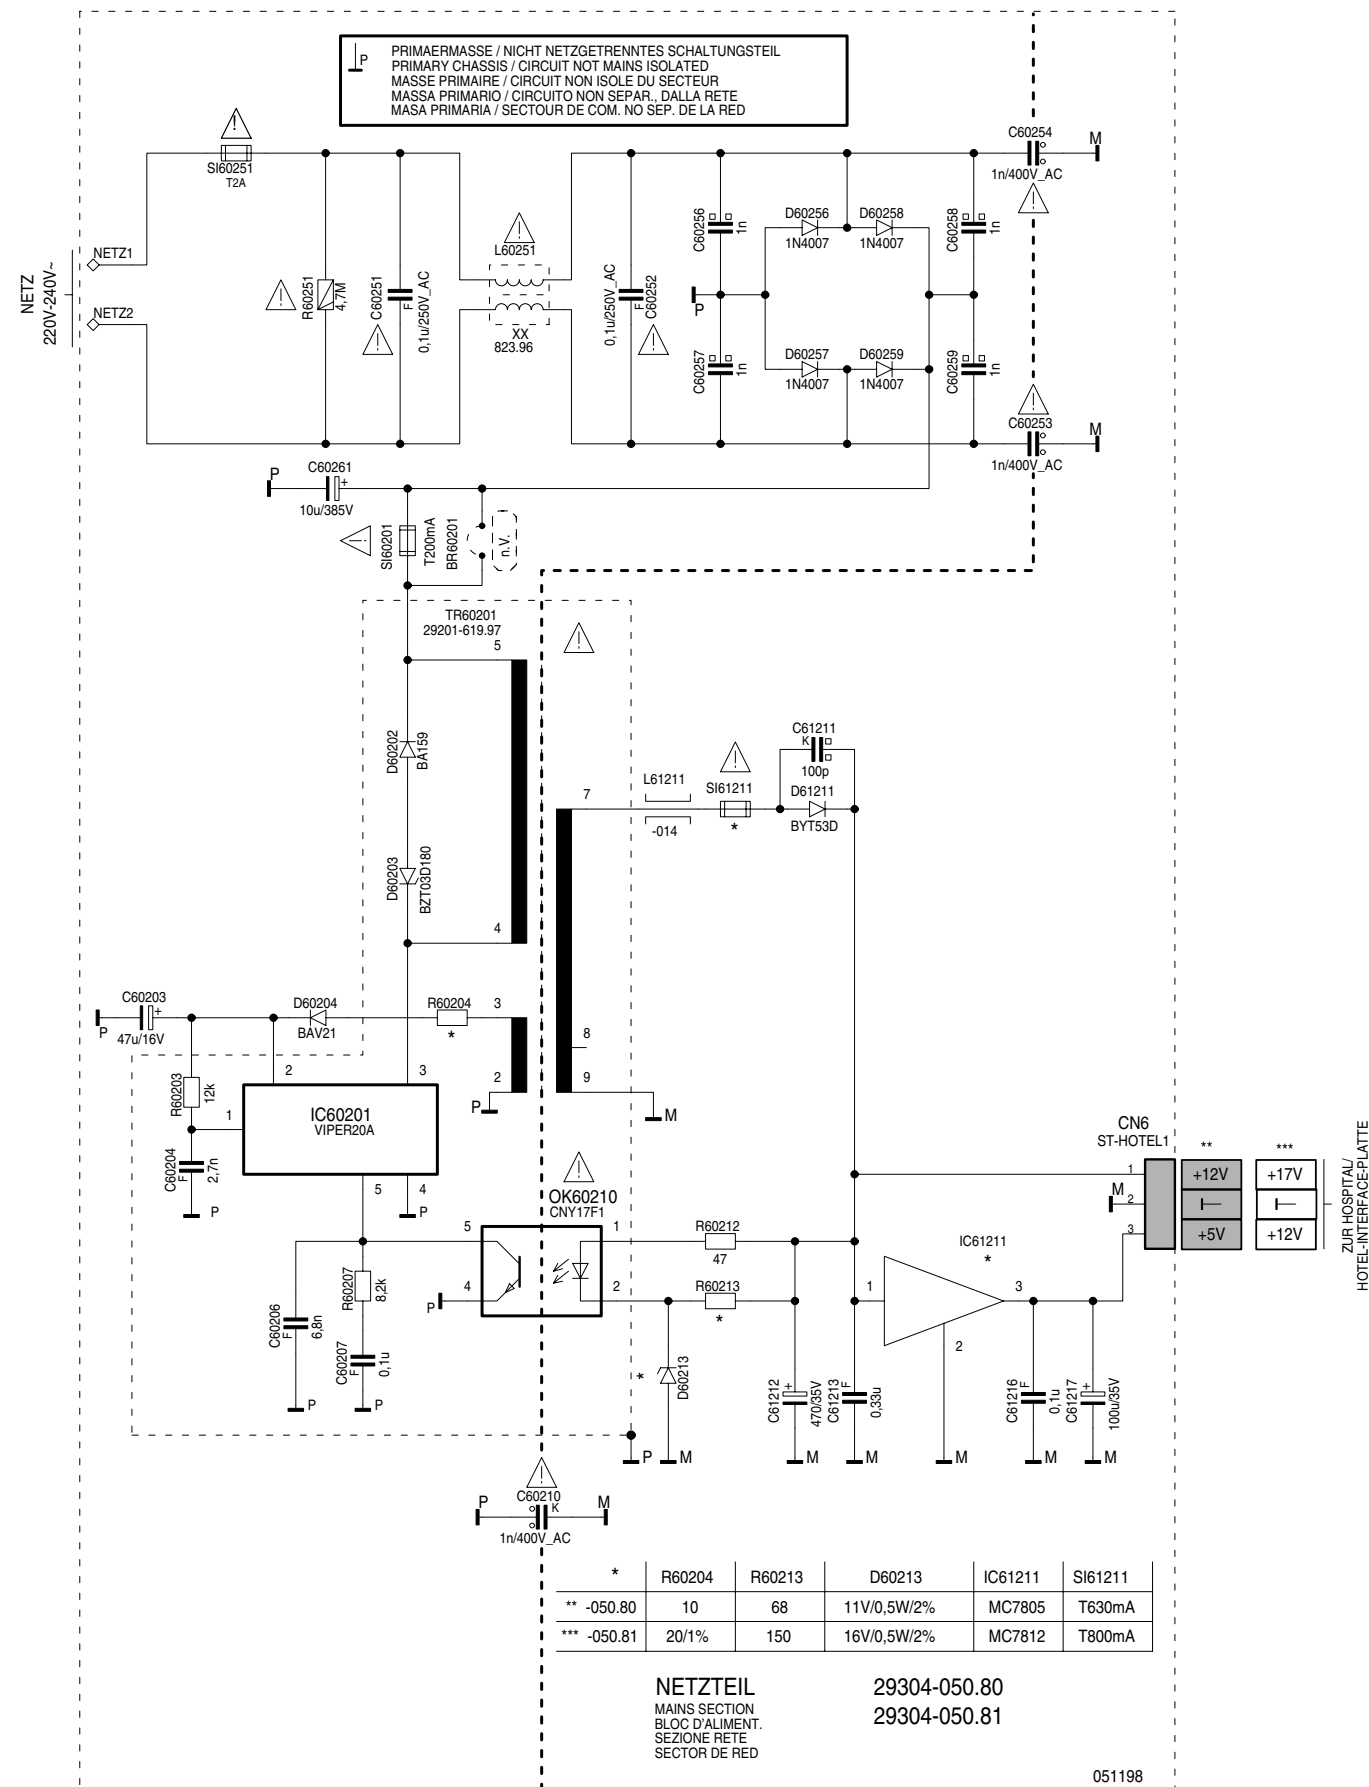 P
PRIMAERMASSE / NICHT NETZGETRENNTES SCHALTUNGSTEIL
PRIMARY CHASSIS / CIRCUIT NOT MAINS ISOLATED
MASSE PRIMAIRE / CIRCUIT NON ISOLE DU SECTEUR
MASSA PRIMARIO / CIRCUITO NON SEPAR., DALLA RETE
MASA PRIMARIA / SECTOUR DE COM. NO SEP. DE LA RED
!
SI60251
T2A
C60254
M
1n/400V_AC
!
NETZ
220V-240V~
NETZ1
NETZ2
!
R60251
4,7M
!
C60251
F
0,1u/250V_AC
!
L60251
XX
823.96
0,1u/250V_AC
F
C60252
!
C60256
1n
D60256
1N4007
D60258
1N4007
C60258
1n
P
C60257
1n
D60257
1N4007
D60259
1N4007
C60259
1n
!
C60253
M
1n/400V_AC
P
C60261
+
10u/385V
!
SI60201
T200mA
BR60201
n.V.
TR60201
29201-619.97
5
!
D60202
BA159
D60203
BZT03D180
4
7
L61211
-014
!
SI61211
*
C61211
K
100p
D61211
BYT53D
P
C60203
+
47u/16V
D60204
BAV21
R60204
*
3
2
P
8
9
M
R60203
12k
2
3
1
IC60201
VIPER20A
C60204
F
2,7n
P
5
4
P
!
OK60210
CNY17F1
5
4
P
1
2
R60212
47
R60213
*
CN6
ST-HOTEL1
1
M
2
3
**
+12V
+5V
***
+17V
+12V
ZUR HOSPITAL/
HOTEL-INTERFACE-PLATTE
IC61211
*
1
3
2
C60206
F
6,8n
P
R60207
8,2k
C60207
F
0,1u
P
*
D60213
P
M
C61212
+
470/35V
M
C61213
F
0,33u
M
M
C61216
F
0,1u
M
C61217
+
100u/35V
M
!
P
C60210
K
M
1n/400V_AC
* R60204 R60213 D60213 IC61211 SI61211
** -050.80 10 68 11V/0,5W/2% MC7805 T630mA
*** -050.81 20/1% 150 16V/0,5W/2% MC7812 T800mA
NETZTEIL 29304-050.80
MAINS SECTION 29304-050.81
BLOC D'ALIMENT.
SEZIONE RETE
SECTOR DE RED
051198